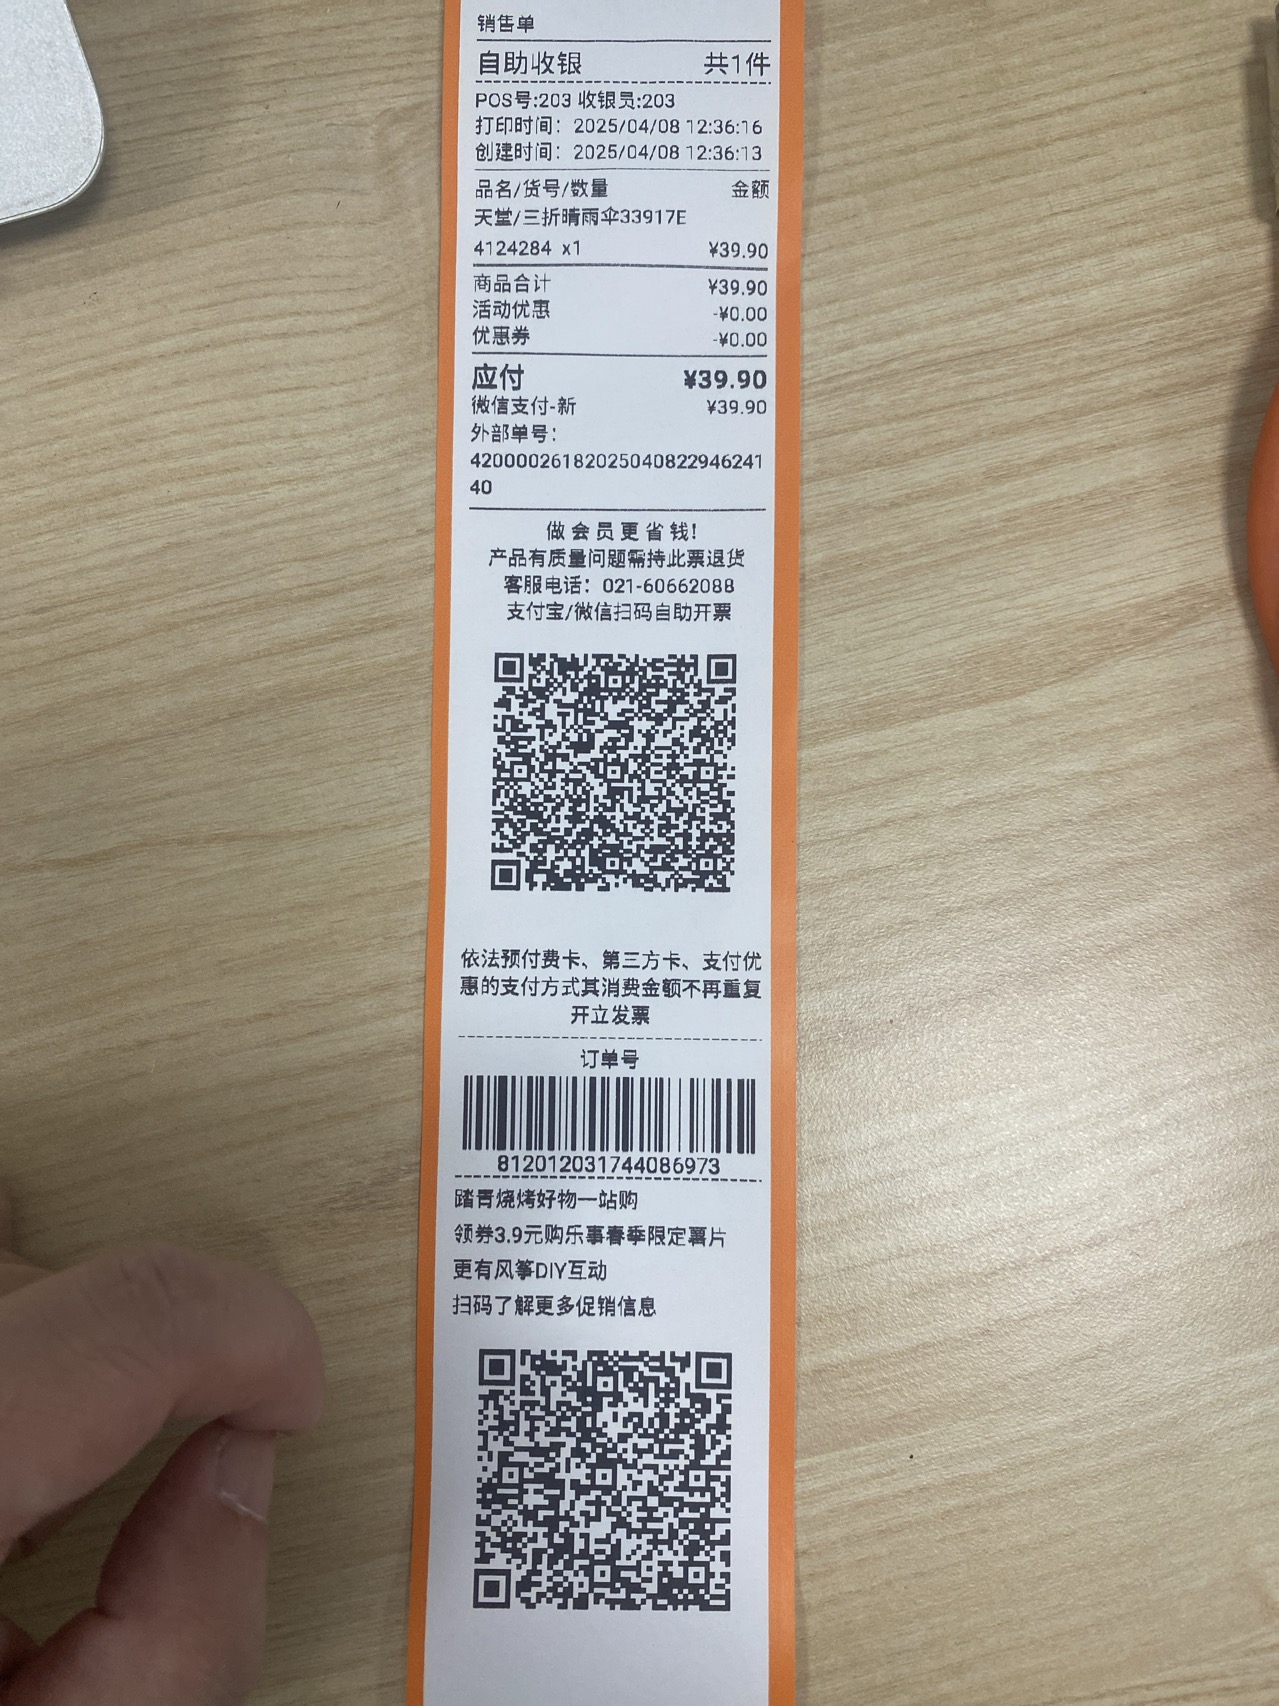 销售单
自助收银 共1件
POS号:203 收银员:203
打印时间：2025/04/08 12:36:16
创建时间：2025/04/08 12:36:13
品名/货号/数量 金额
天堂/三折晴雨伞33917E
4124284 x1 ¥39.90
商品合计 ¥39.90
活动优惠 -¥0.00
优惠券 -¥0.00
应付 ¥39.90
微信支付-新 ¥39.90
外部单号：
42000026182025040822946241
40
做会员更省钱!
产品有质量问题需持此票退货
客服电话：021-60662088
支付宝/微信扫码自助开票
依法预付费卡、第三方卡、支付优
惠的支付方式其消费金额不再重复
开立发票
订单号
812012031744086973
踏青烧烤好物一站购
领券3.9元购乐事春季限定薯片
更有风筝DIY互动
扫码了解更多促销信息